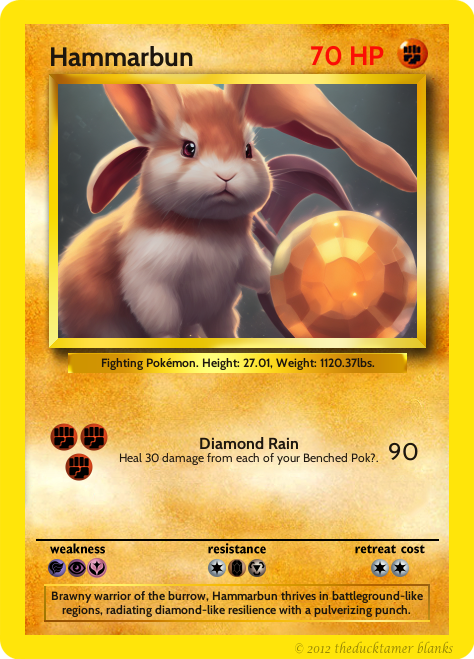 Hammarbun 70 HP
Fighting Pokémon. Height: 27.01, Weight: 1120.37lbs.
Diamond Rain
Heal 30 damage from each of your Benched Pok?. 90
weakness resistance retreat cost
Brawny warrior of the burrow, Hammarbun thrives in battleground-like
regions, radiating diamond-like resilience with a pulverizing punch.
© 2012 theducktamer blanks